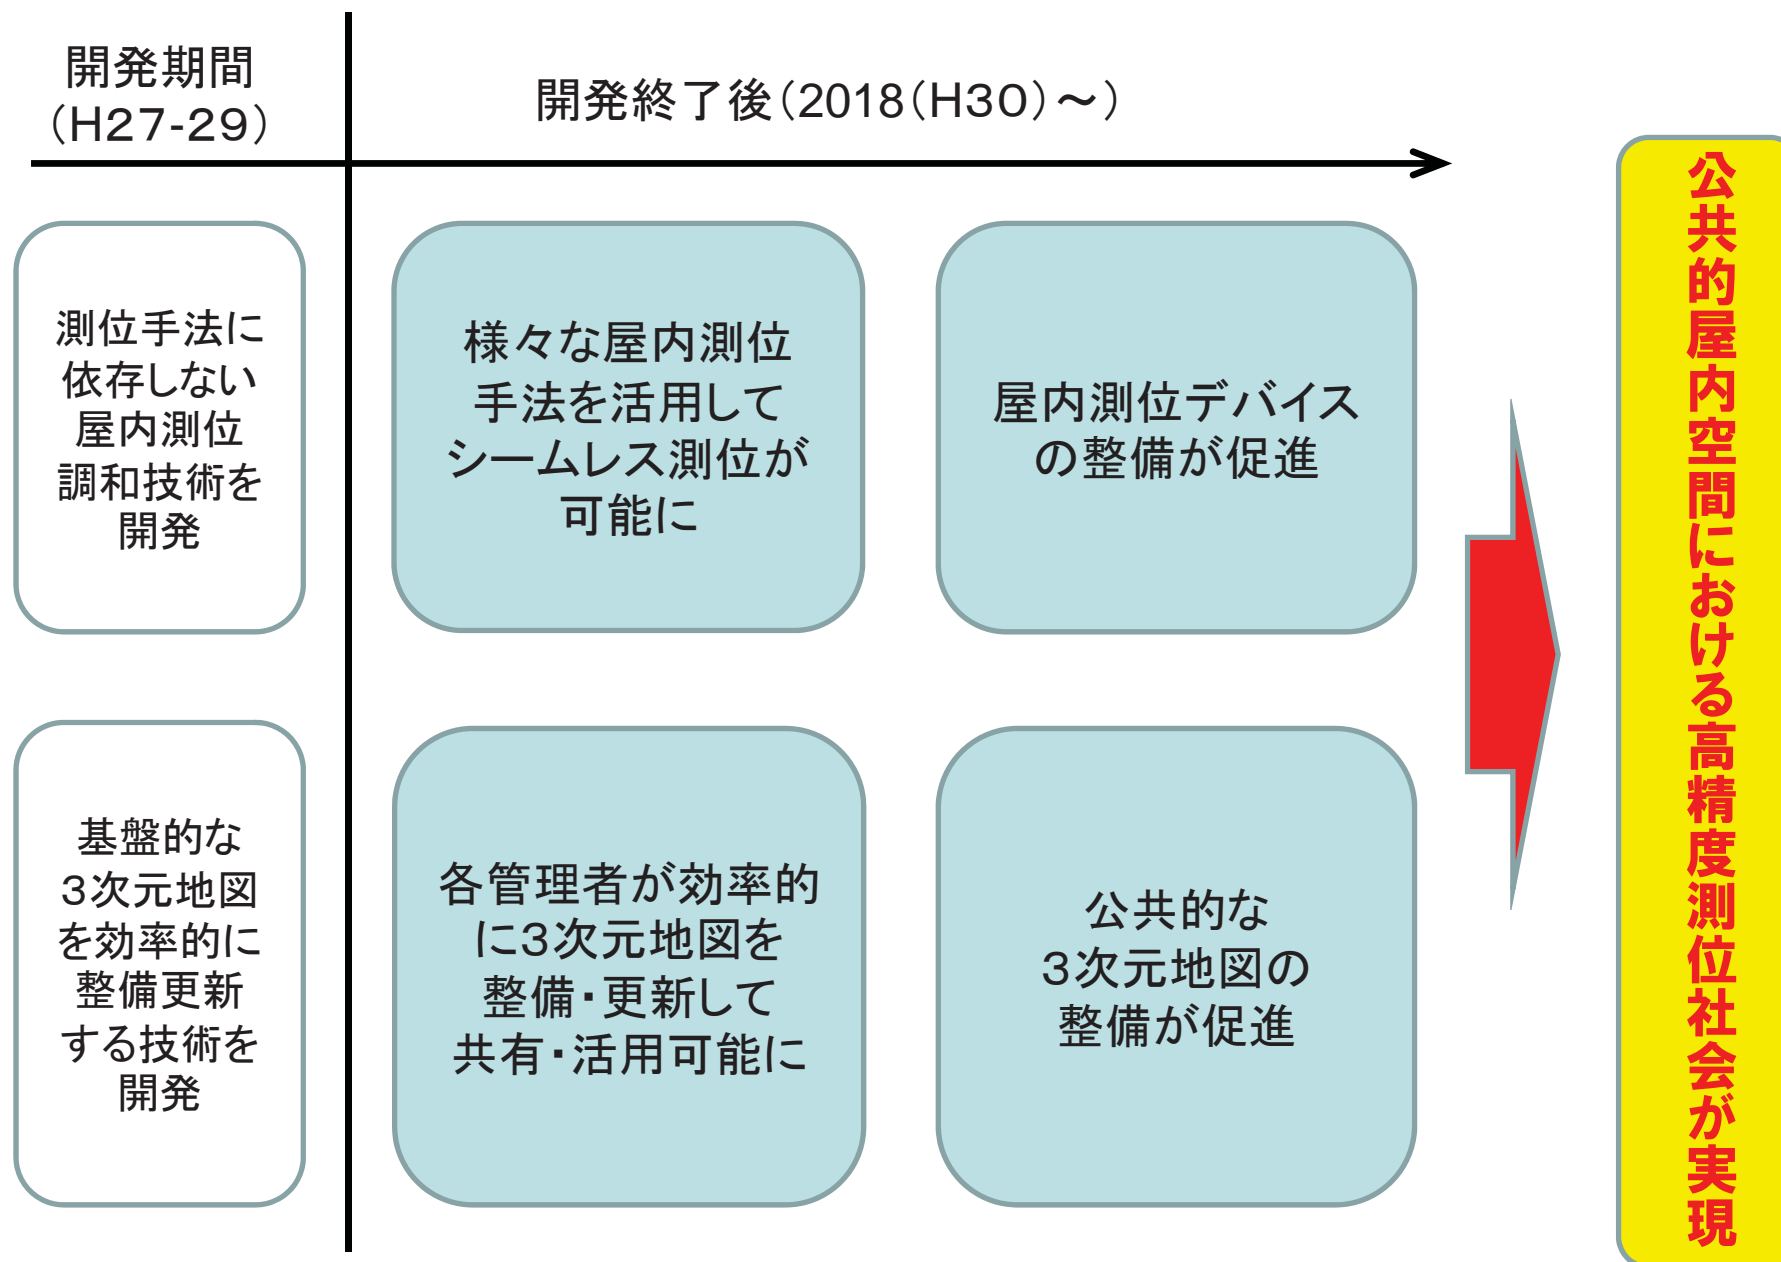 開発期間
（H27-29）
開発終了後（2018（H30）～）
測位手法に
依存しない
屋内測位
調和技術を
開発
様々な屋内測位
手法を活用して
シームレス測位が
可能に
屋内測位デバイス
の整備が促進
基盤的な
3次元地図
を効率的に
整備更新
する技術を
開発
各管理者が効率的
に3次元地図を
整備・更新して
共有・活用可能に
公共的な
3次元地図の
整備が促進
公共的屋内空間における高精度測位社会が実現